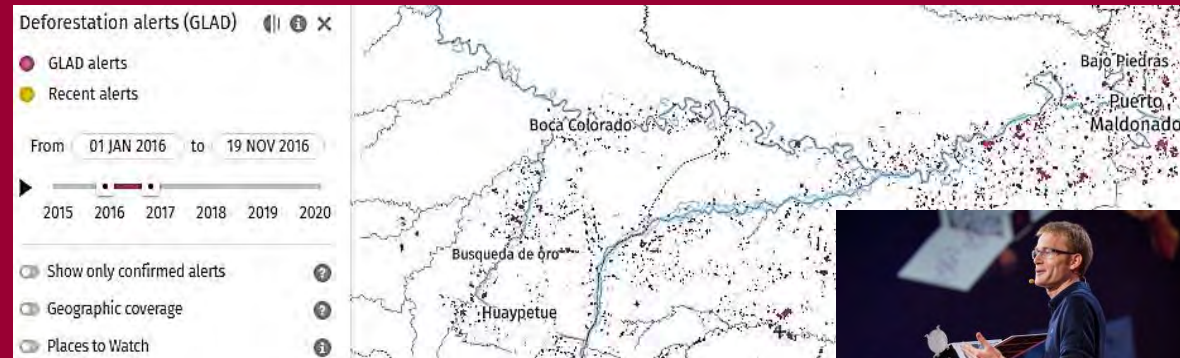 Deforestation alerts (GLAD)
GLAD alerts
Recent alerts
From 01 JAN 2016 to 19 NOV 2016
2015 2016 2017 2018 2019 2020
Show only confirmed alerts
Geographic coverage
Places to Watch
Bajo Piedras
Puerto
Maldonado
Boca Colorado
Busqueda de oro
Huaypetue